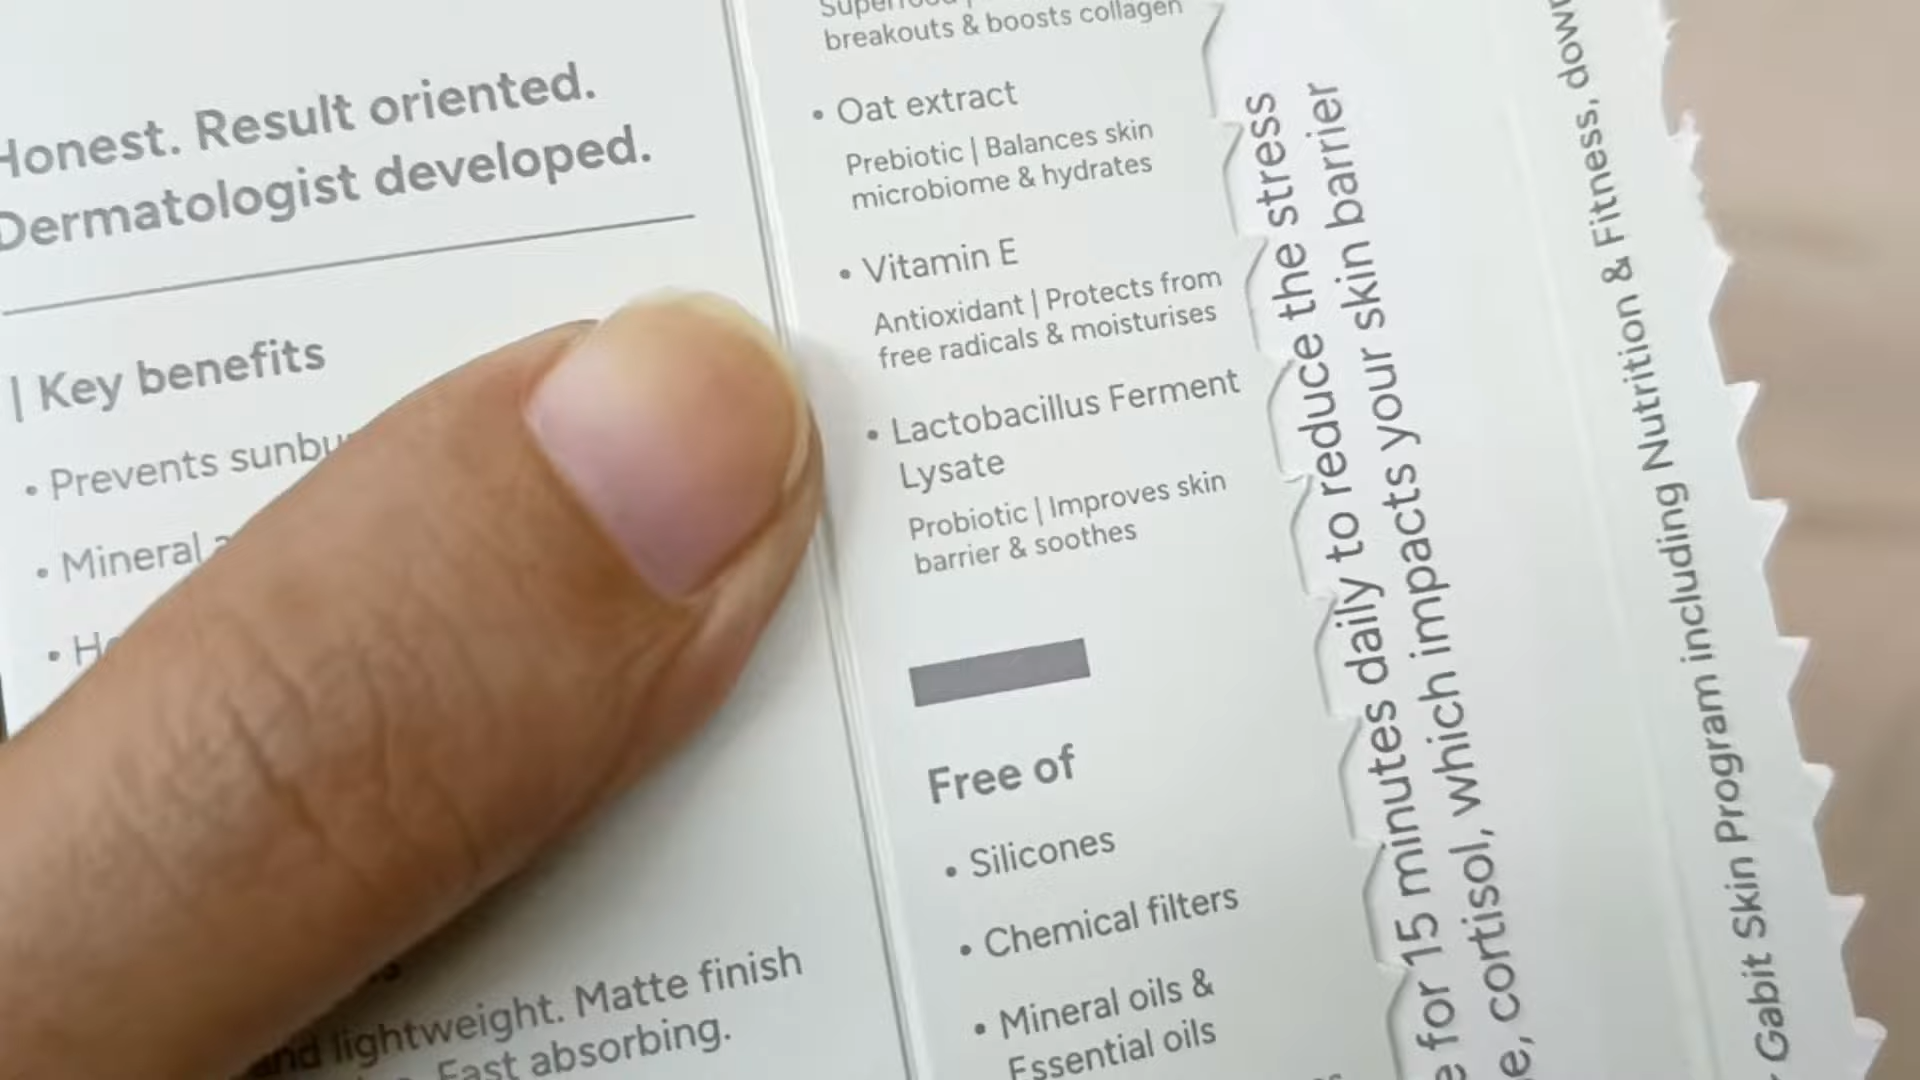 Honest. Result oriented.
Dermatologist developed.
| Key benefits
• Prevents
• Mineral
lightweight. Matte finish
Fast absorbing.
breakouts & boosts collagen
• Oat extract
Prebiotic | Balances skin
microbiome & hydrates
• Vitamin E
Antioxidant | Protects from
free radicals & moisturises
• Lactobacillus Ferment
Lysate
Probiotic | Improves skin
barrier & soothes
Free of
• Silicones
• Chemical filters
• Mineral oils &
Essential oils
for 15 minutes daily to reduce the stress
cortisol, which impacts your skin barrier
Gabit Skin Program including Nutrition & Fitness,